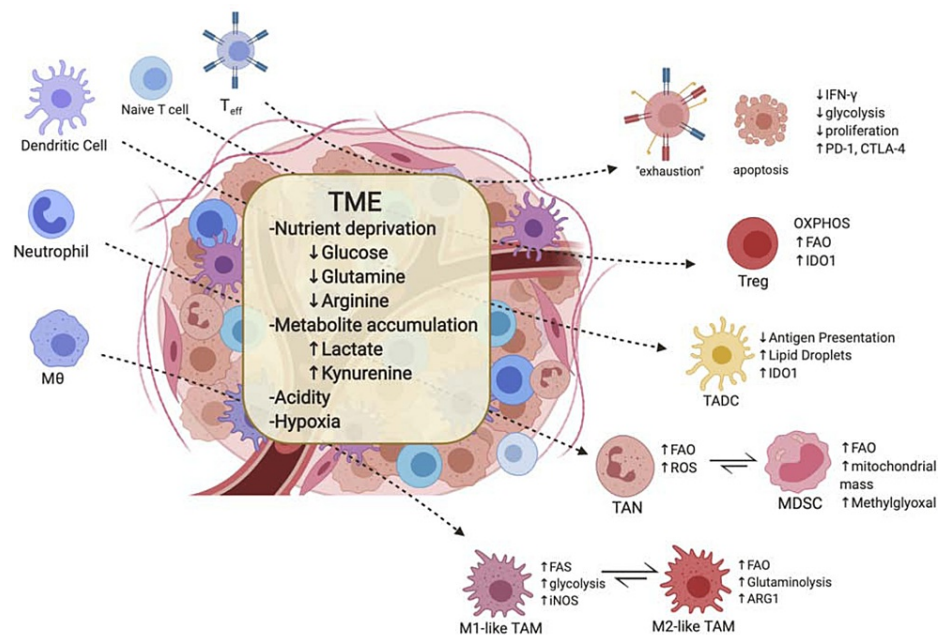 T_eff
Naive T cell
Dendritic Cell
Neutrophil
Mθ
TME
-Nutrient deprivation
↓Glucose
↓Glutamine
↓Arginine
-Metabolite accumulation
↑Lactate
↑Kynurenine
-Acidity
-Hypoxia
"exhaustion"
apoptosis
↓IFN-γ
↓glycolysis
↓proliferation
↑PD-1, CTLA-4
Treg
OXPHOS
↑FAO
↑IDO1
TADC
↓Antigen Presentation
↑Lipid Droplets
↑IDO1
TAN
↑FAO
↑ROS
MDSC
↑FAO
↑mitochondrial
mass
↑Methylglyoxal
M1-like TAM
↑FAS
↑glycolysis
↑iNOS
M2-like TAM
↑FAO
↑Glutaminolysis
↑ARG1